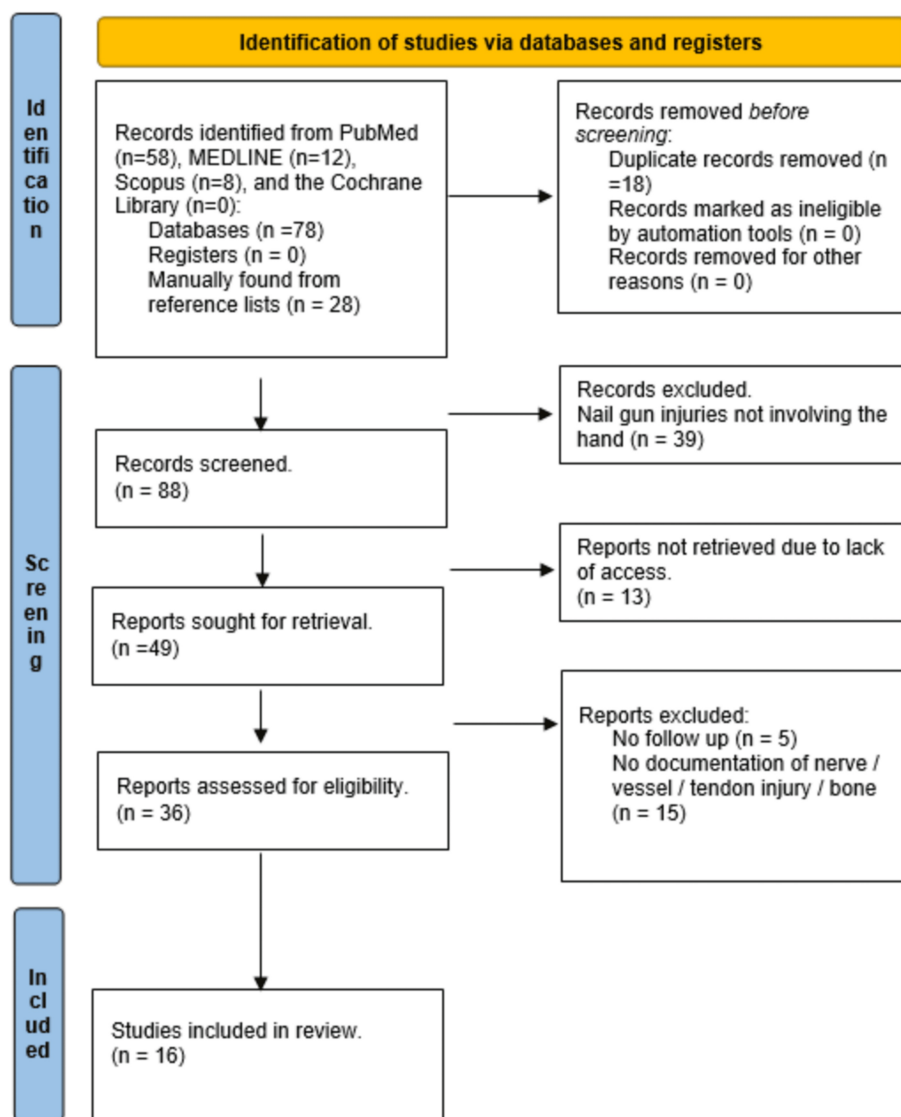 Identification of studies via databases and registers
Id
en
tifi
ca
tio
n
Records identified from PubMed
(n=58), MEDLINE (n=12),
Scopus (n=8), and the Cochrane
Library (n=0):
Databases (n =78)
Registers (n = 0)
Manually found from
reference lists (n = 28)
Records removed before
screening:
Duplicate records removed (n
=18)
Records marked as ineligible
by automation tools (n = 0)
Records removed for other
reasons (n = 0)
Sc
re
en
in
g
Records screened.
(n = 88)
Records excluded.
Nail gun injuries not involving the
hand (n = 39)
Reports sought for retrieval.
(n =49)
Reports not retrieved due to lack
of access.
(n = 13)
Reports assessed for eligibility.
(n = 36)
Reports excluded:
No follow up (n = 5)
No documentation of nerve /
vessel / tendon injury / bone
(n = 15)
In
cl
ud
ed
Studies included in review.
(n = 16)